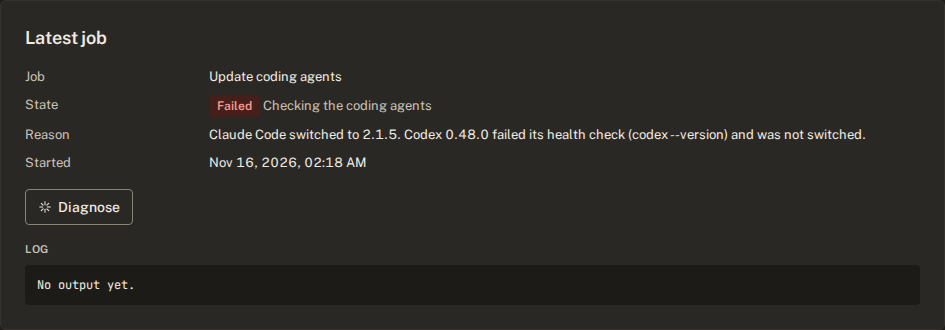 Latest job
Job Update coding agents
State Failed Checking the coding agents
Reason Claude Code switched to 2.1.5. Codex 0.48.0 failed its health check (codex --version) and was not switched.
Started Nov 16, 2026, 02:18 AM
Diagnose
LOG
No output yet.